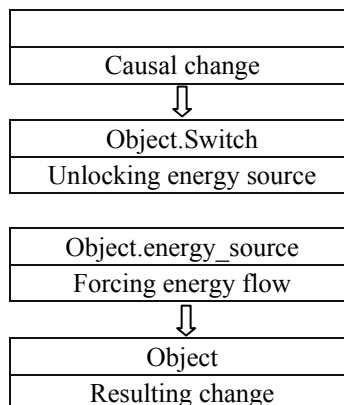 Causal change
Object.Switch
Unlocking energy source
Object.energy_source
Forcing energy flow
Object
Resulting change